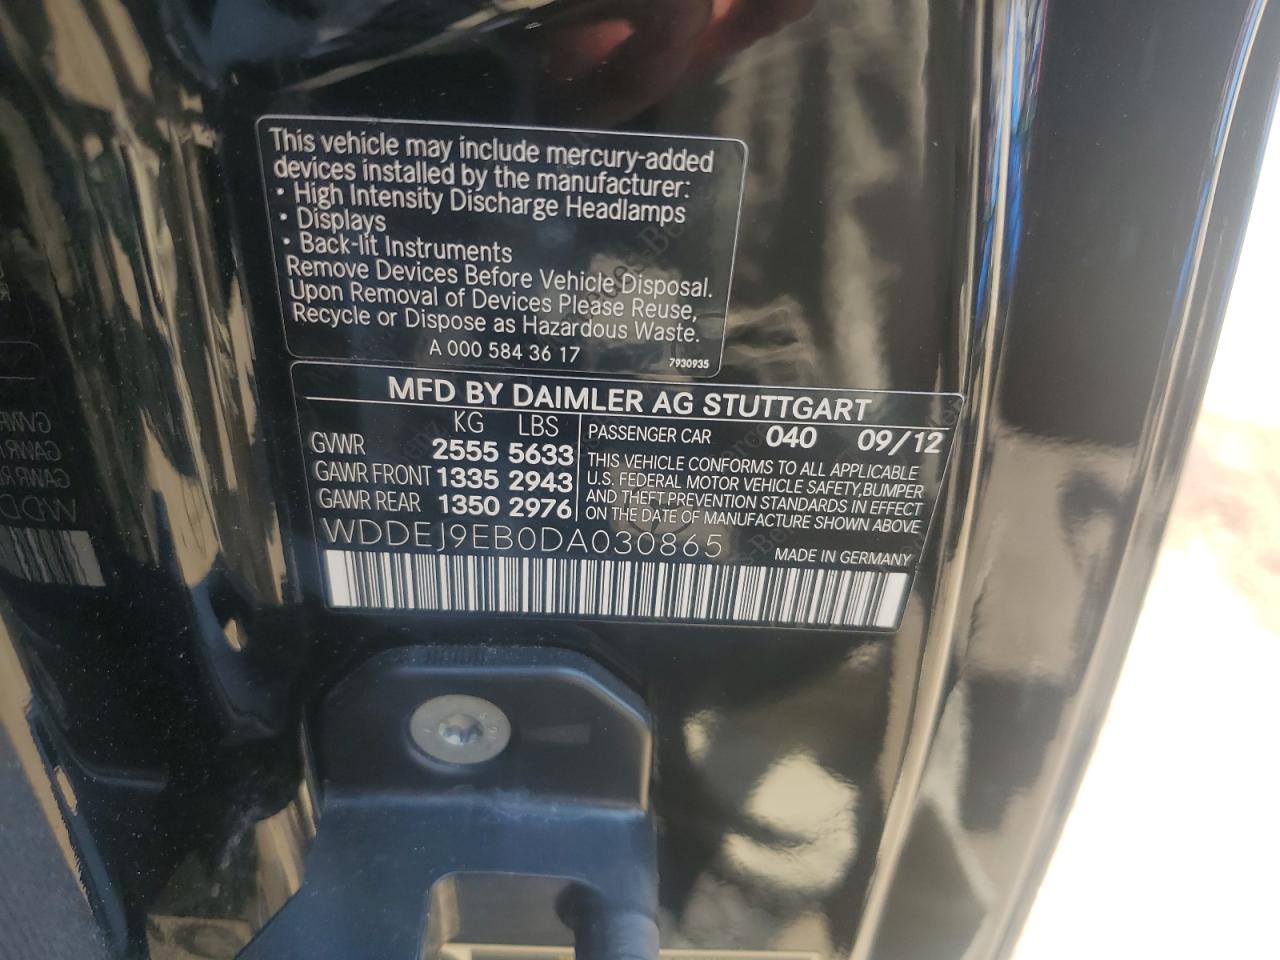 This vehicle may include mercury-added
devices installed by the manufacturer:
• High Intensity Discharge Headlamps
• Displays
• Back-lit Instruments
Remove Devices Before Vehicle Disposal.
Upon Removal of Devices Please Reuse,
Recycle or Dispose as Hazardous Waste.
A 000 584 36 17
7930935
MFD BY DAIMLER AG STUTTGART
KG LBS
GVWR 2555 5633
GAWR FRONT 1335 2943
GAWR REAR 1350 2976
PASSENGER CAR 040 09/12
THIS VEHICLE CONFORMS TO ALL APPLICABLE
U.S. FEDERAL MOTOR VEHICLE SAFETY, BUMPER
AND THEFT PREVENTION STANDARDS IN EFFECT
ON THE DATE OF MANUFACTURE SHOWN ABOVE
WDDEJ9EB0DA030865
MADE IN GERMANY